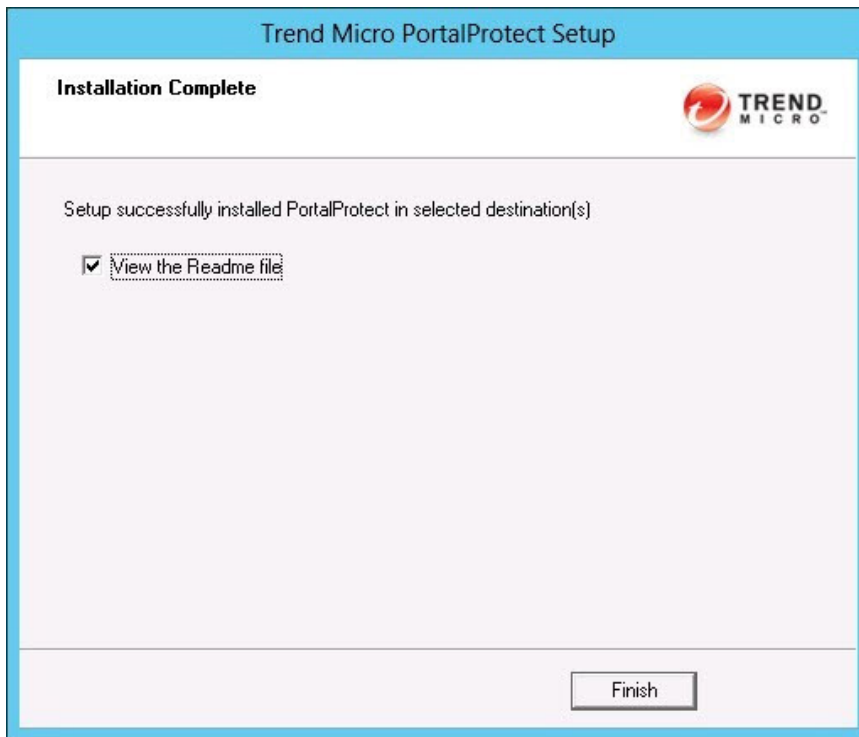 Trend Micro PortalProtect Setup
Installation Complete
TREND
MICRO™
Setup successfully installed PortalProtect in selected destination(s)
View the Readme file
Finish